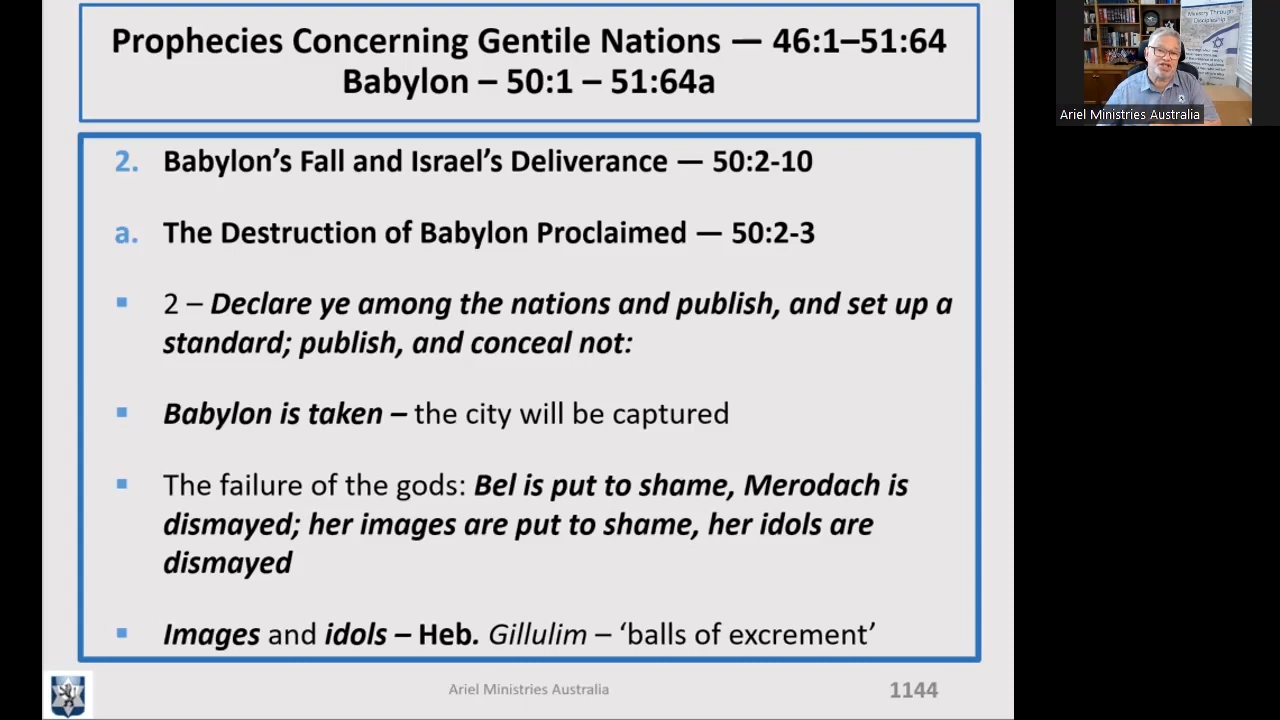 Prophecies Concerning Gentile Nations — 46:1–51:64
Babylon – 50:1 – 51:64a
2. Babylon's Fall and Israel's Deliverance — 50:2-10
a. The Destruction of Babylon Proclaimed — 50:2-3
▪ 2 – Declare ye among the nations and publish, and set up a
standard; publish, and conceal not:
▪ Babylon is taken – the city will be captured
▪ The failure of the gods: Bel is put to shame, Merodach is
dismayed; her images are put to shame, her idols are
dismayed
▪ Images and idols – Heb. Gillulim – ‘balls of excrement’
Ariel Ministries Australia
1144
Ministry Through
Discipleship
Ariel Ministries Australia